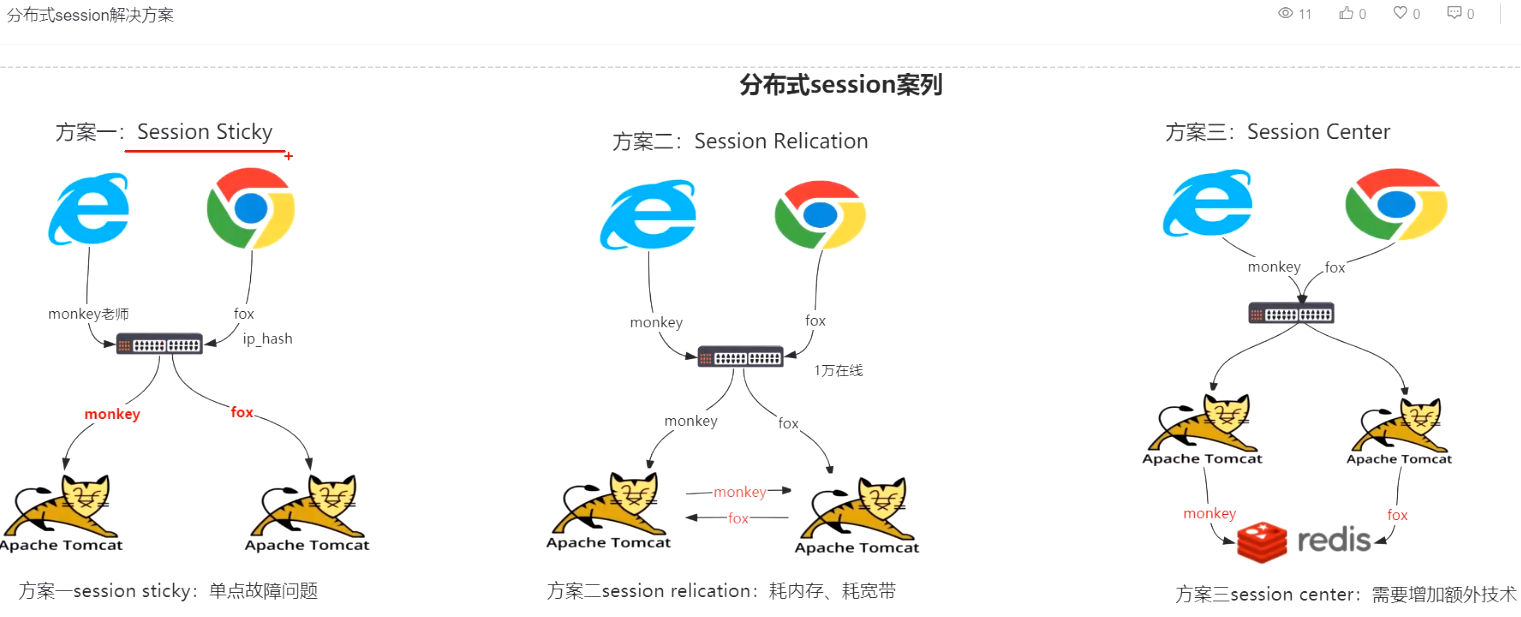 分布式session解决方案
11
0
0
0
分布式session案列
方案一：Session Sticky
monkey老师
fox
ip_hash
monkey
fox
Apache Tomcat
Apache Tomcat
方案一session sticky：单点故障问题
方案二：Session Relication
monkey
fox
1万在线
monkey
fox
monkey
fox
Apache Tomcat
Apache Tomcat
方案二session relication：耗内存、耗宽带
方案三：Session Center
monkey
fox
Apache Tomcat
Apache Tomcat
monkey
fox
redis
方案三session center：需要增加额外技术